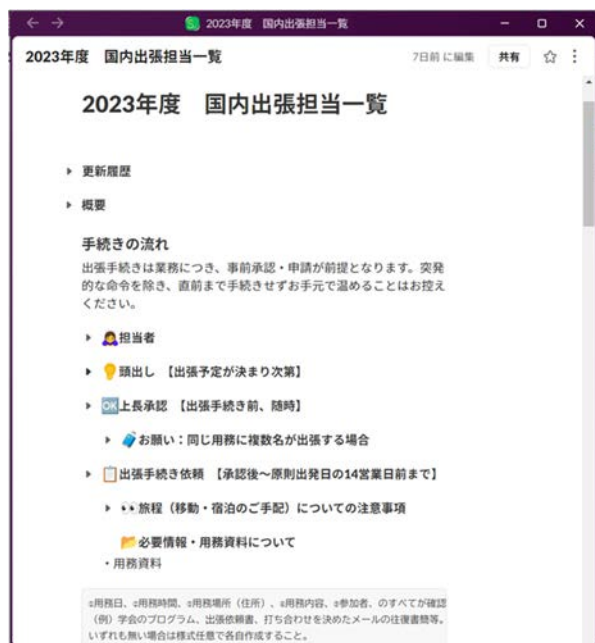 2023年度　国内出張担当一覧
2023年度　国内出張担当一覧
7日前 に編集
共有
2023年度　国内出張担当一覧
更新履歴
概要
手続きの流れ
出張手続きは業務につき、事前承認・申請が前提となります。突発
的な命令を除き、直前まで手続きせずお手元で温めることはお控え
ください。
担当者
頭出し 【出張予定が決まり次第】
🆗上長承認 【出張手続き前、随時】
お願い：同じ用務に複数名が出張する場合
出張手続き依頼 【承認後～原則出発日の14営業日前まで】
旅程（移動・宿泊のご手配）についての注意事項
必要情報・用務資料について
・用務資料
用務日、用務時間、用務場所（住所）、用務内容、参加者、のすべてが確認
（例）学会のプログラム、出張依頼書、打ち合わせを決めたメールの往復書簡等。
いずれも無い場合は様式任意で各自作成すること。